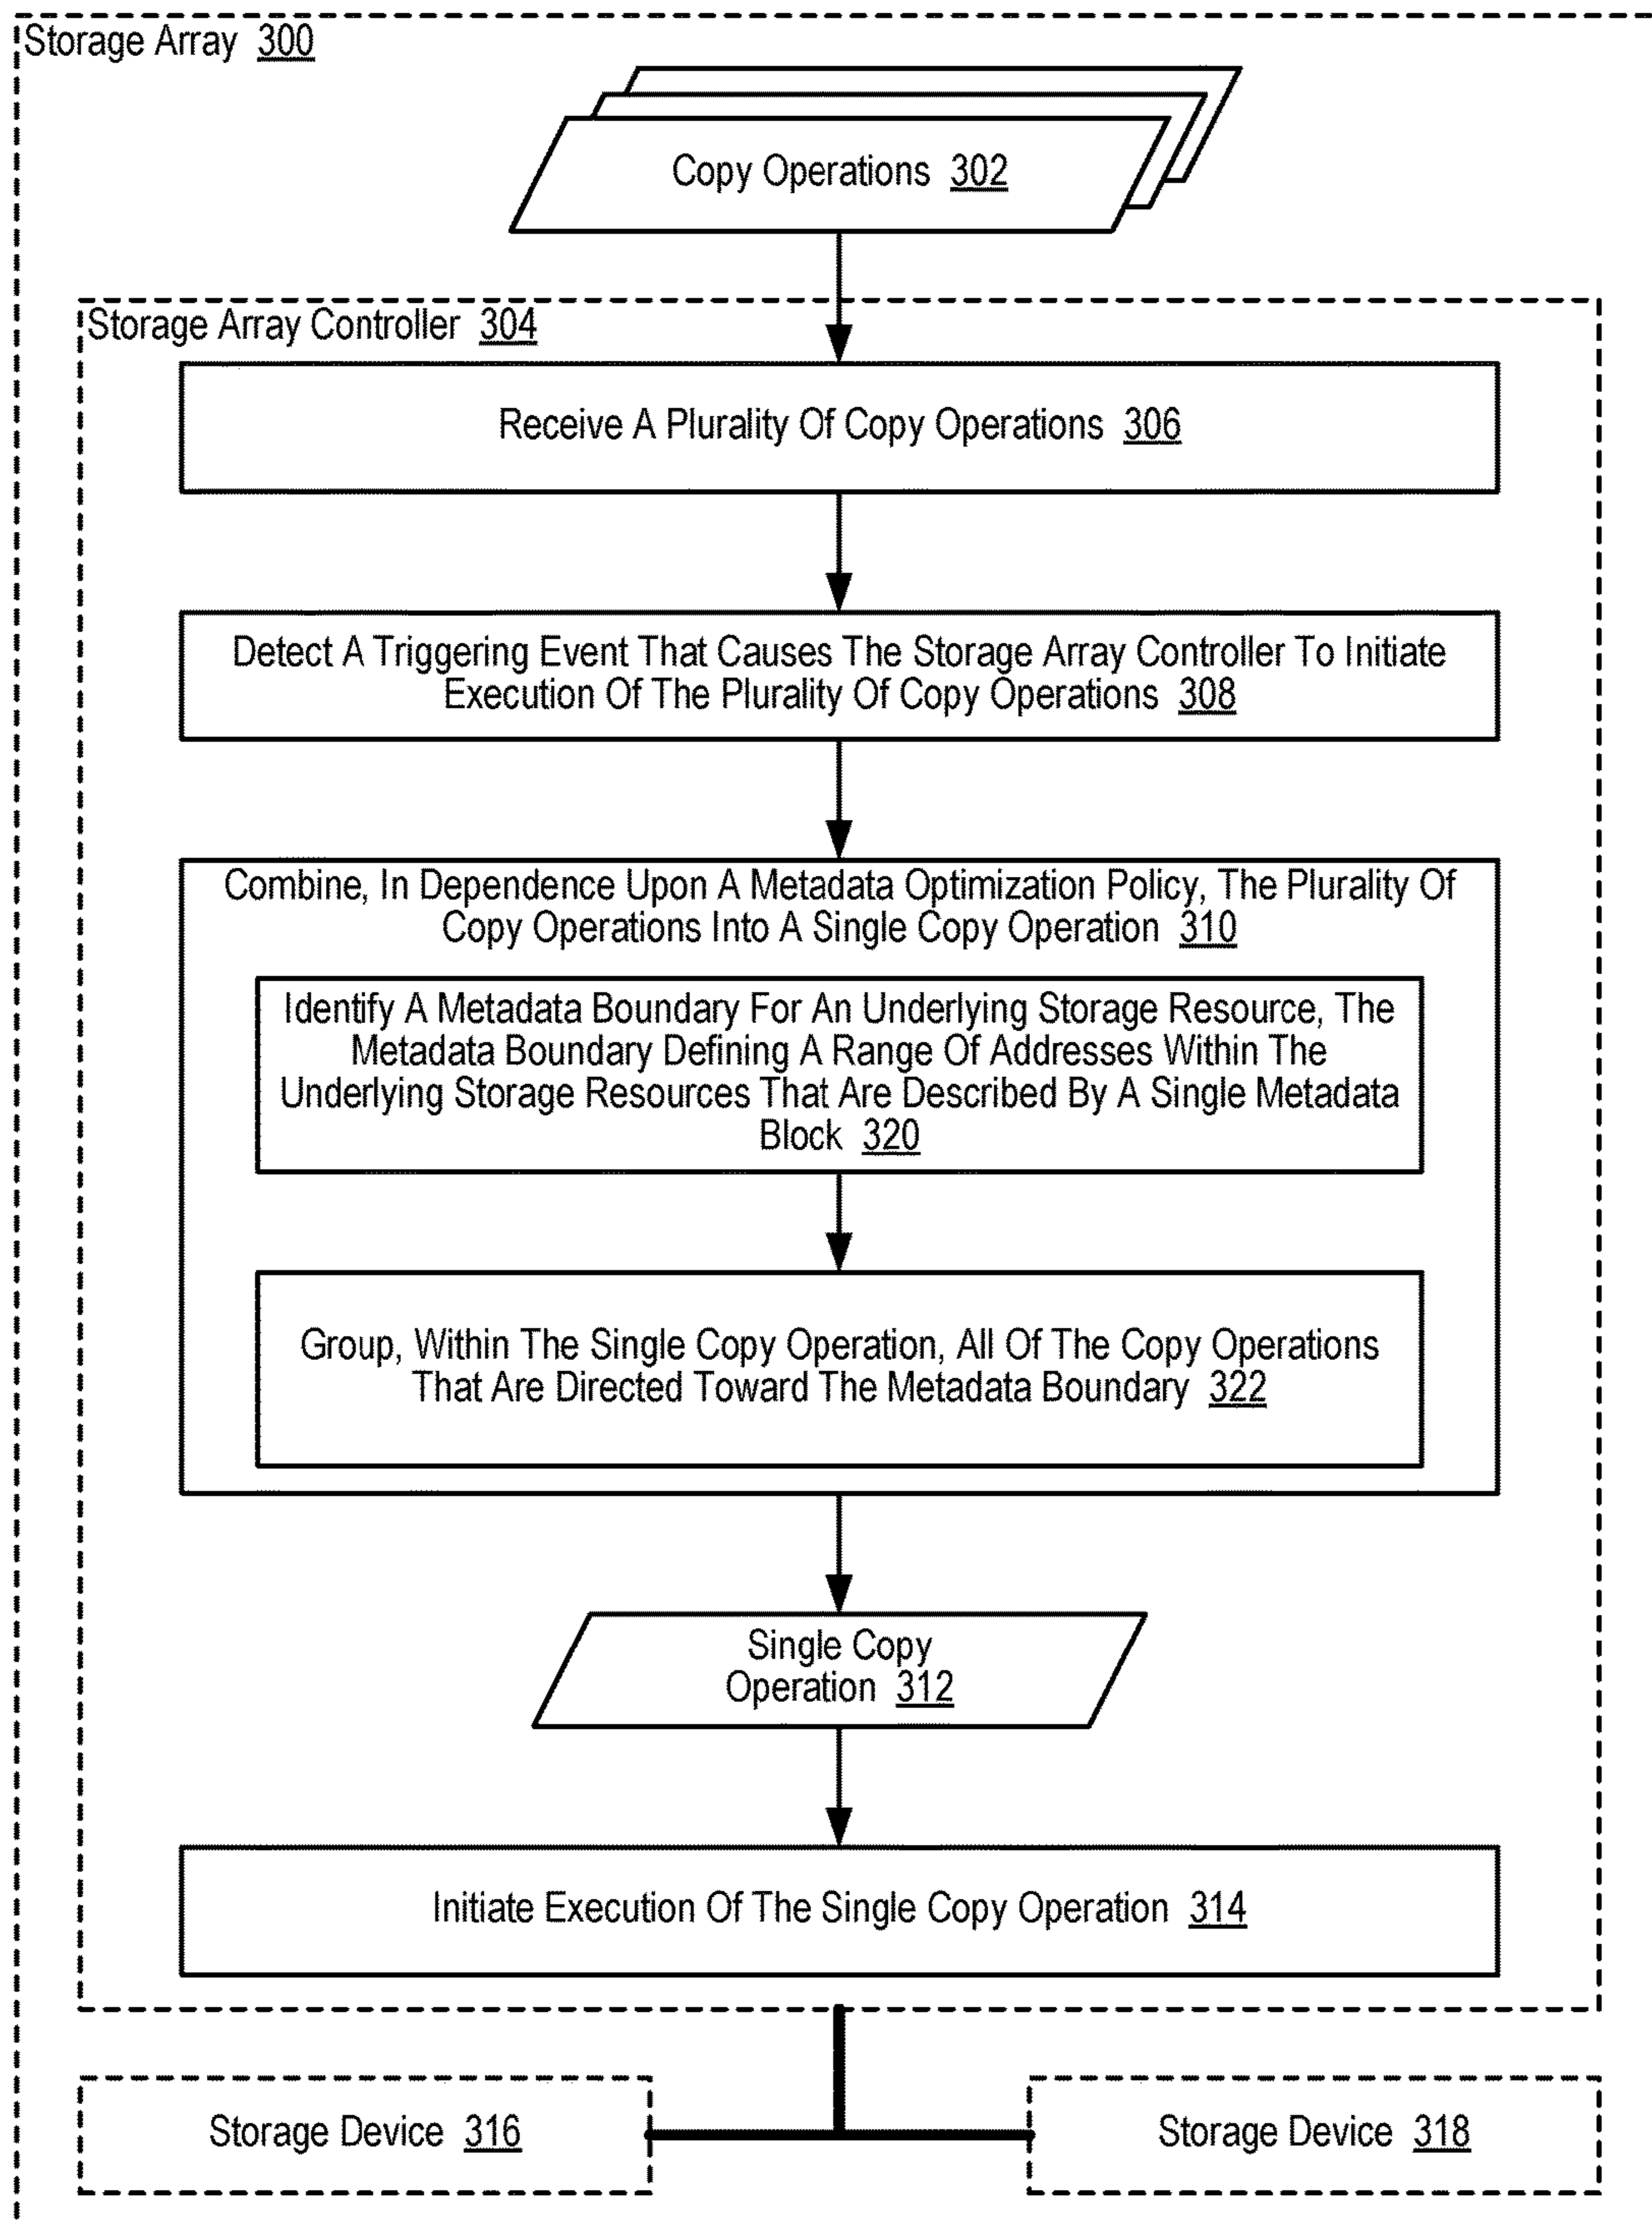 Storage Array 300
Copy Operations 302
Storage Array Controller 304
Receive A Plurality Of Copy Operations 306
Detect A Triggering Event That Causes The Storage Array Controller To Initiate
Execution Of The Plurality Of Copy Operations 308
Combine, In Dependence Upon A Metadata Optimization Policy, The Plurality Of
Copy Operations Into A Single Copy Operation 310
Identify A Metadata Boundary For An Underlying Storage Resource, The
Metadata Boundary Defining A Range Of Addresses Within The
Underlying Storage Resources That Are Described By A Single Metadata
Block 320
Group, Within The Single Copy Operation, All Of The Copy Operations
That Are Directed Toward The Metadata Boundary 322
Single Copy
Operation 312
Initiate Execution Of The Single Copy Operation 314
Storage Device 316
Storage Device 318